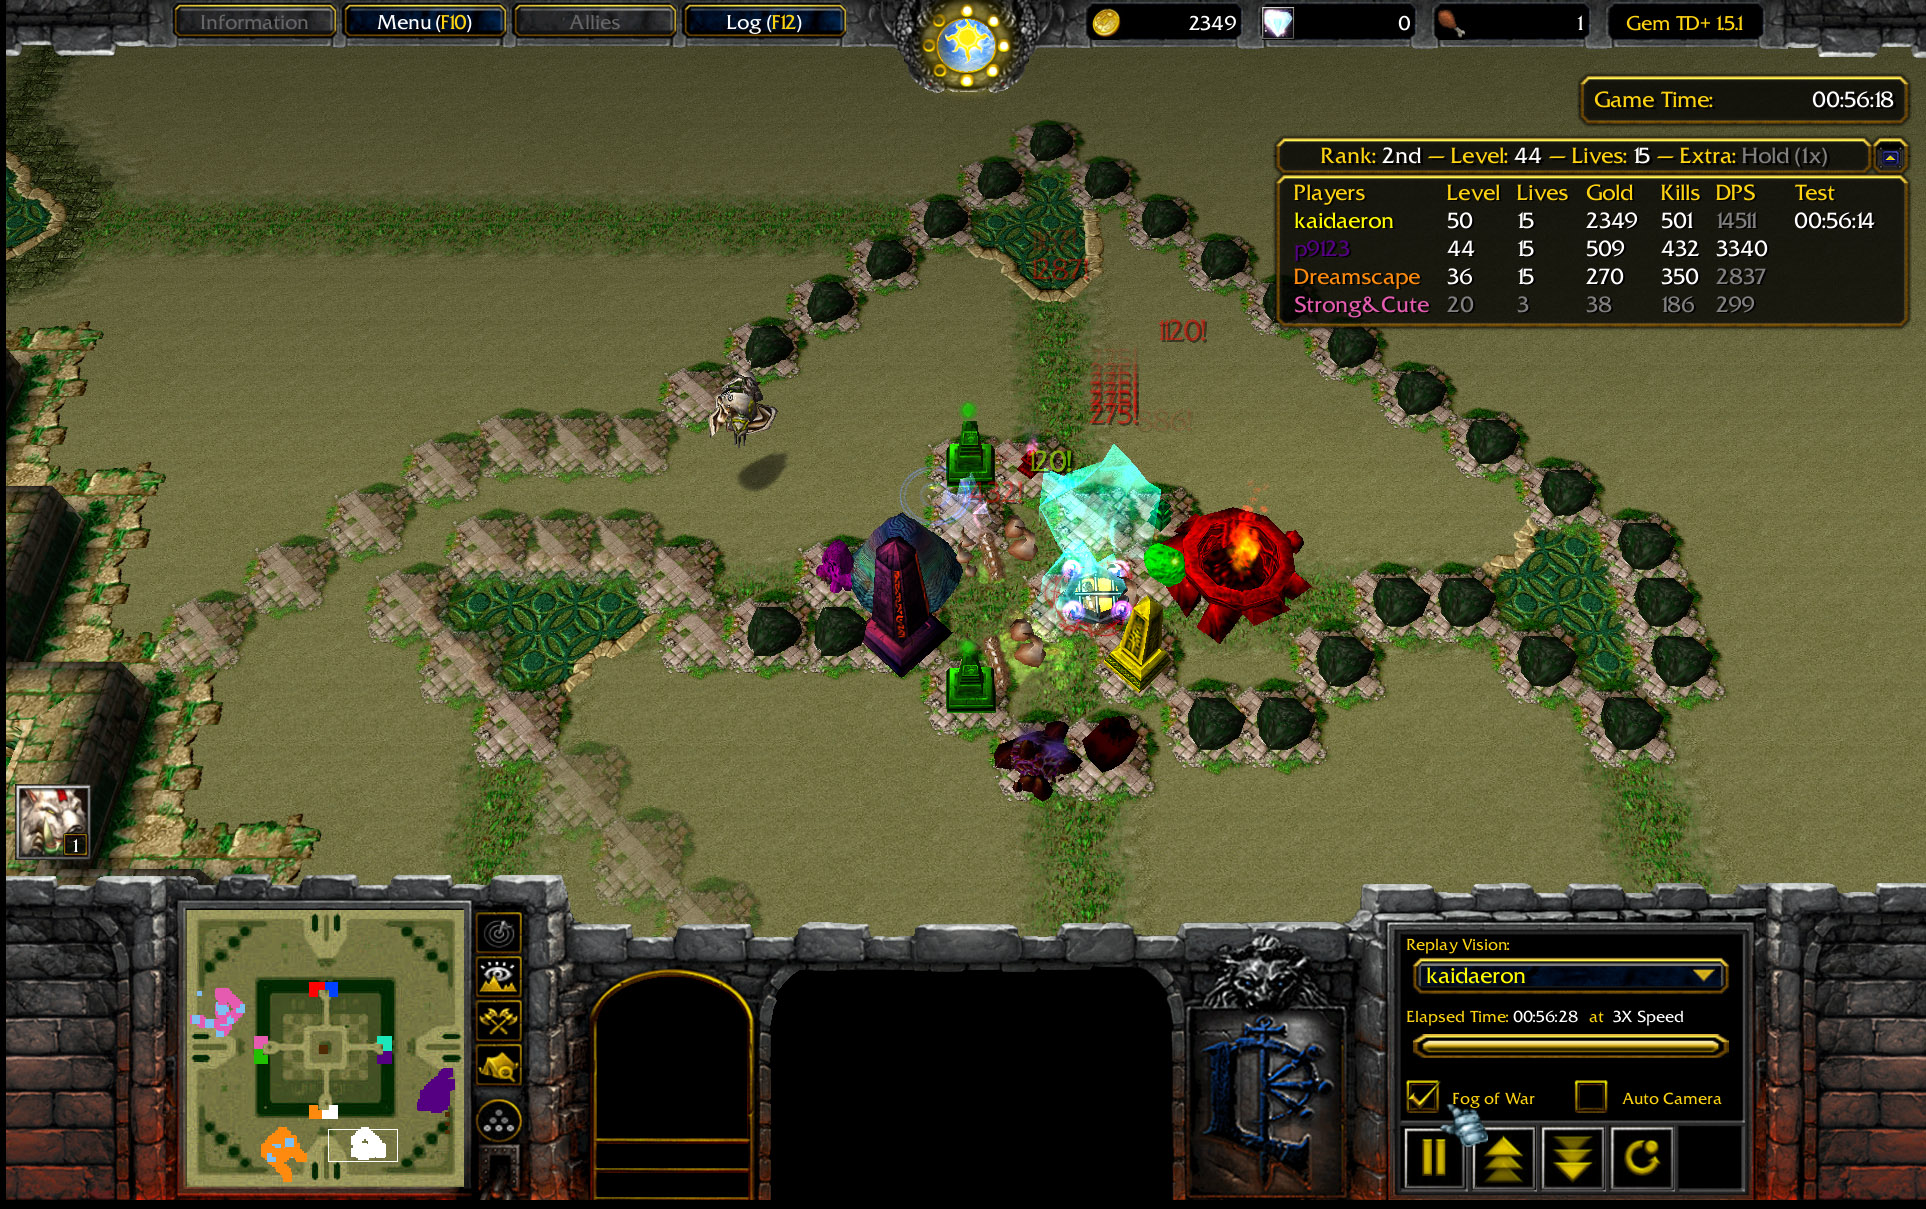 Information Menu (F10) Allies Log (F12) 2349 0 1 Gem TD+ 1.5.1
Game Time: 00:56:18
Rank: 2nd — Level: 44 — Lives: 15 — Extra: Hold (1x)
Players Level Lives Gold Kills DPS Test
kaidaeron 50 15 2349 501 14511 00:56:14
p9123 44 15 509 432 3340
Dreamscape 36 15 270 350 2837
Strong&Cute 20 3 38 186 299
1287!
1120!
275!
120!
1
Replay Vision:
kaidaeron
Elapsed Time: 00:56:28 at 3X Speed
Fog of War Auto Camera